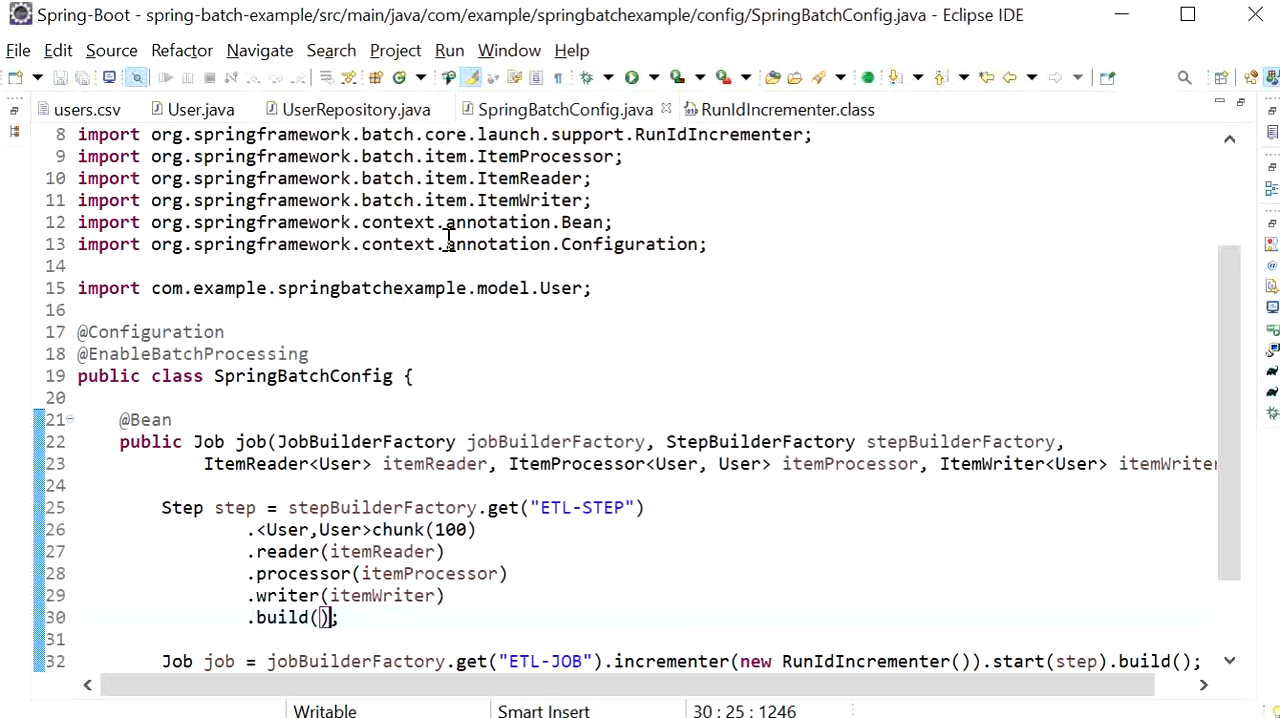 Spring-Boot - spring-batch-example/src/main/java/com/example/springbatchexample/config/SpringBatchConfig.java - Eclipse IDE
File Edit Source Refactor Navigate Search Project Run Window Help
users.csv User.java UserRepository.java SpringBatchConfig.java RunIdIncrementer.class
8 import org.springframework.batch.core.launch.support.RunIdIncrementer;
9 import org.springframework.batch.item.ItemProcessor;
10 import org.springframework.batch.item.ItemReader;
11 import org.springframework.batch.item.ItemWriter;
12 import org.springframework.context.annotation.Bean;
13 import org.springframework.context.annotation.Configuration;
14
15 import com.example.springbatchexample.model.User;
16
17 @Configuration
18 @EnableBatchProcessing
19 public class SpringBatchConfig {
20
21 @Bean
22 public Job job(JobBuilderFactory jobBuilderFactory, StepBuilderFactory stepBuilderFactory,
23 ItemReader<User> itemReader, ItemProcessor<User, User> itemProcessor, ItemWriter<User> itemWriter
24
25 Step step = stepBuilderFactory.get("ETL-STEP")
26 .<User,User>chunk(100)
27 .reader(itemReader)
28 .processor(itemProcessor)
29 .writer(itemWriter)
30 .build();
31
32 Job job = jobBuilderFactory.get("ETL-JOB").incrementer(new RunIdIncrementer()).start(step).build();
Writable Smart Insert 30 : 25 : 1246